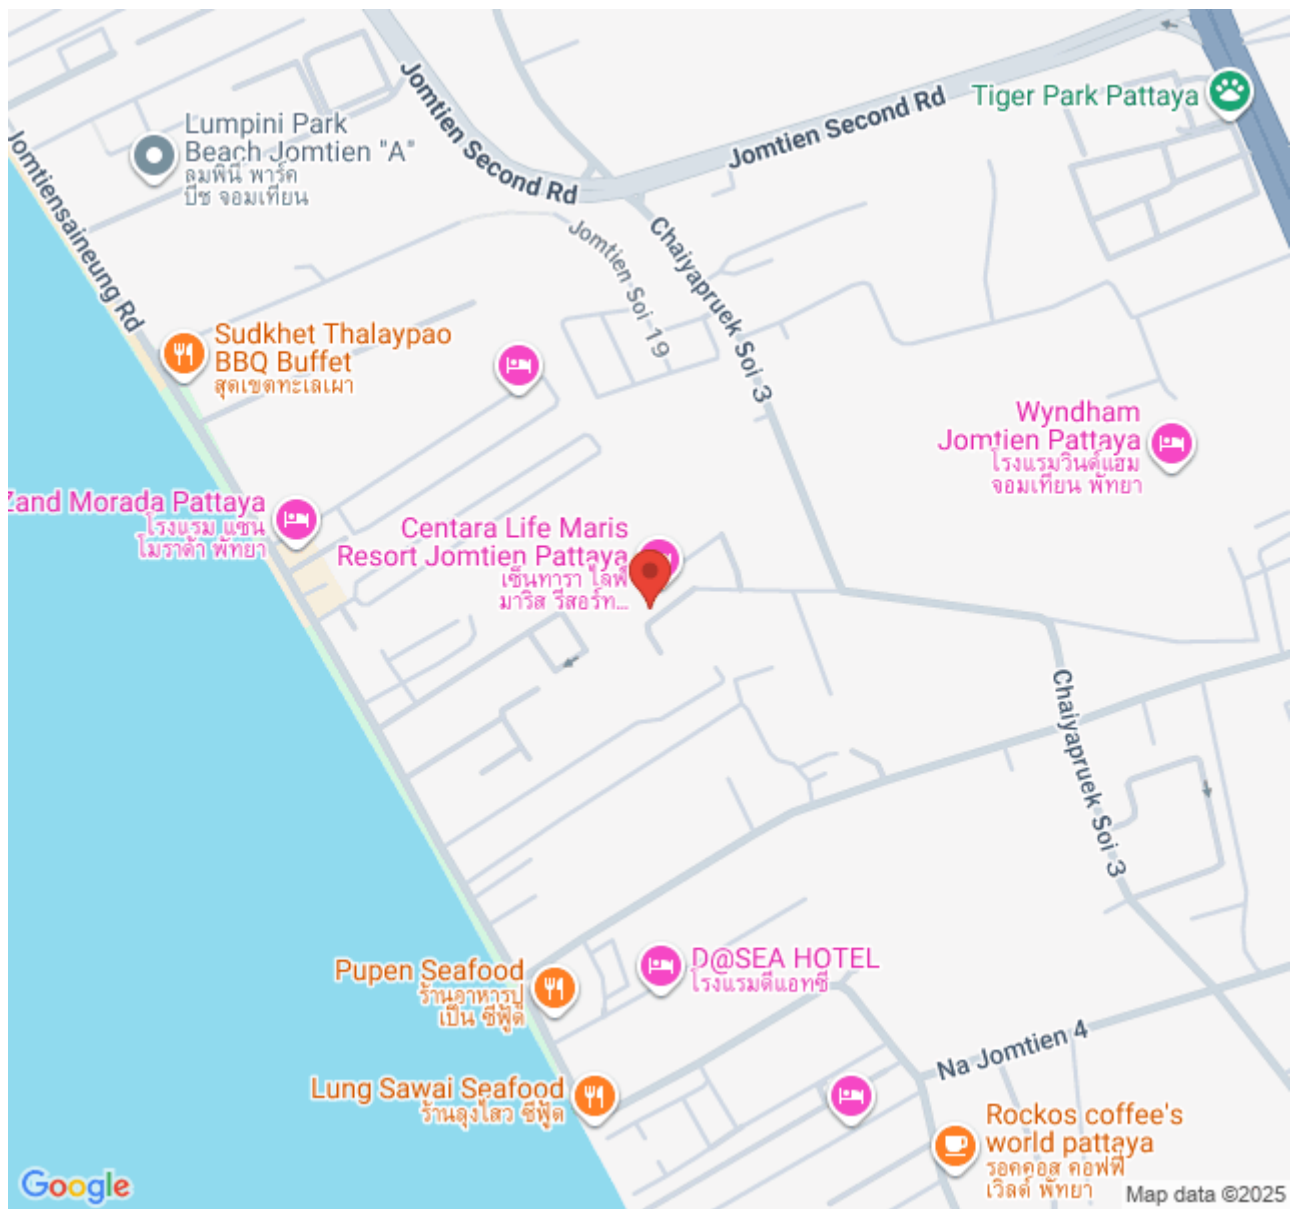 Jomtien Second Rd
Jomtien Second Rd
Tiger Park Pattaya
Lumpini Park
Beach Jomtien "A"
ลุมพินี พาร์ค
บีช จอมเทียน
Jomtiensaineung Rd
Jomtien Soi 19
Chaiyapruek Soi 3
Sudkhet Thalaypao
BBQ Buffet
สุดเขตทะเลเผา
Wyndham
Jomtien Pattaya
โรงแรมวินด์แฮม
จอมเทียน พัทยา
Zand Morada Pattaya
โรงแรม แซน
โมราด้า พัทยา
Centara Life Maris
Resort Jomtien Pattaya
เซ็นทารา ไลฟ์
มาริส รีสอร์ท...
Chaiyapruek Soi 3
D@SEA HOTEL
โรงแรมดีแอทซี
Pupen Seafood
ร้านอาหารปู
เป็น ซีฟู้ด
Na Jomtien 4
Lung Sawai Seafood
ร้านลุงไสว ซีฟู้ด
Rockos coffee's
world pattaya
รอคคอส คอฟฟี่
เวิลด์ พัทยา
Google
Map data ©2025